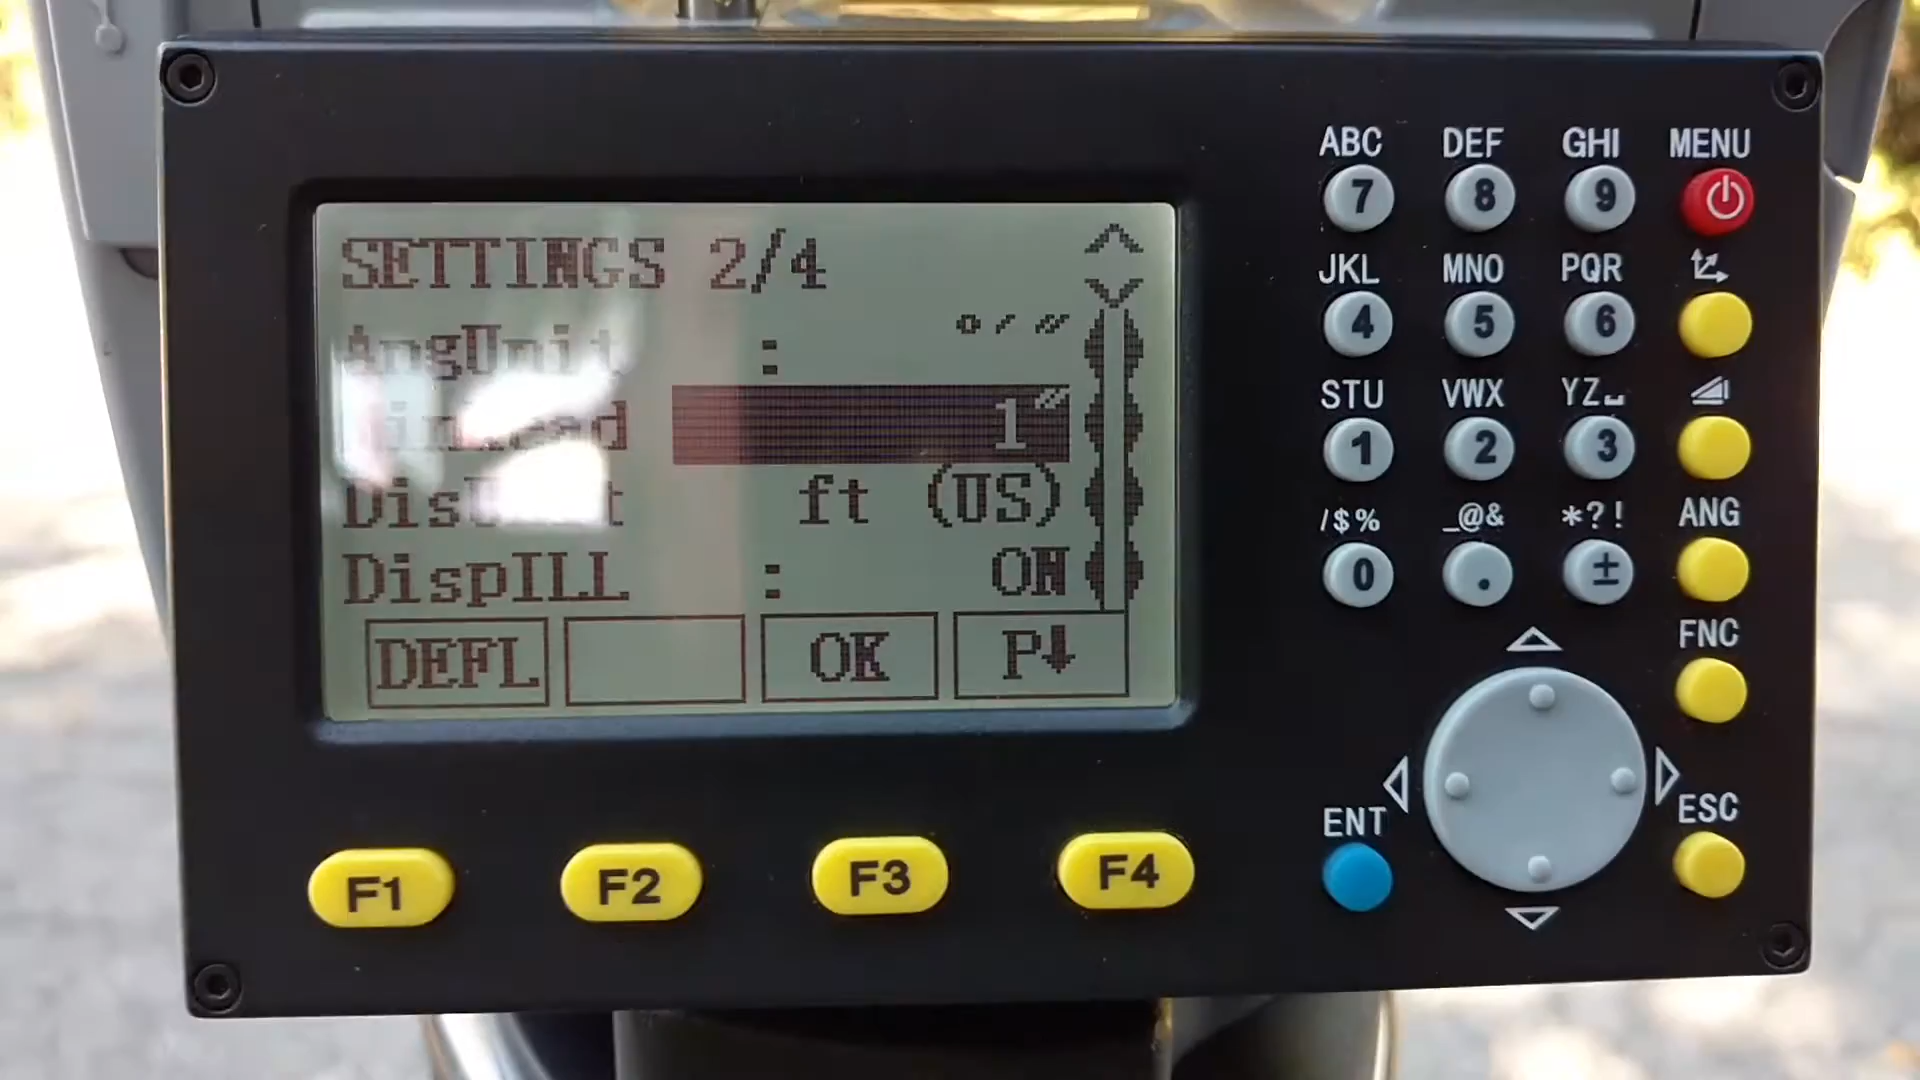 SETTINGS 2/4
AngUnit : ° ′ ″
1″
ft (US)
DispILL : ON
DEFL OK P↓
F1 F2 F3 F4
ABC DEF GHI MENU
7 8 9
JKL MNO PQR
4 5 6
STU VWX YZ␣
1 2 3
/$% _@& *?! ANG
0 . ±
FNC
ENT ESC